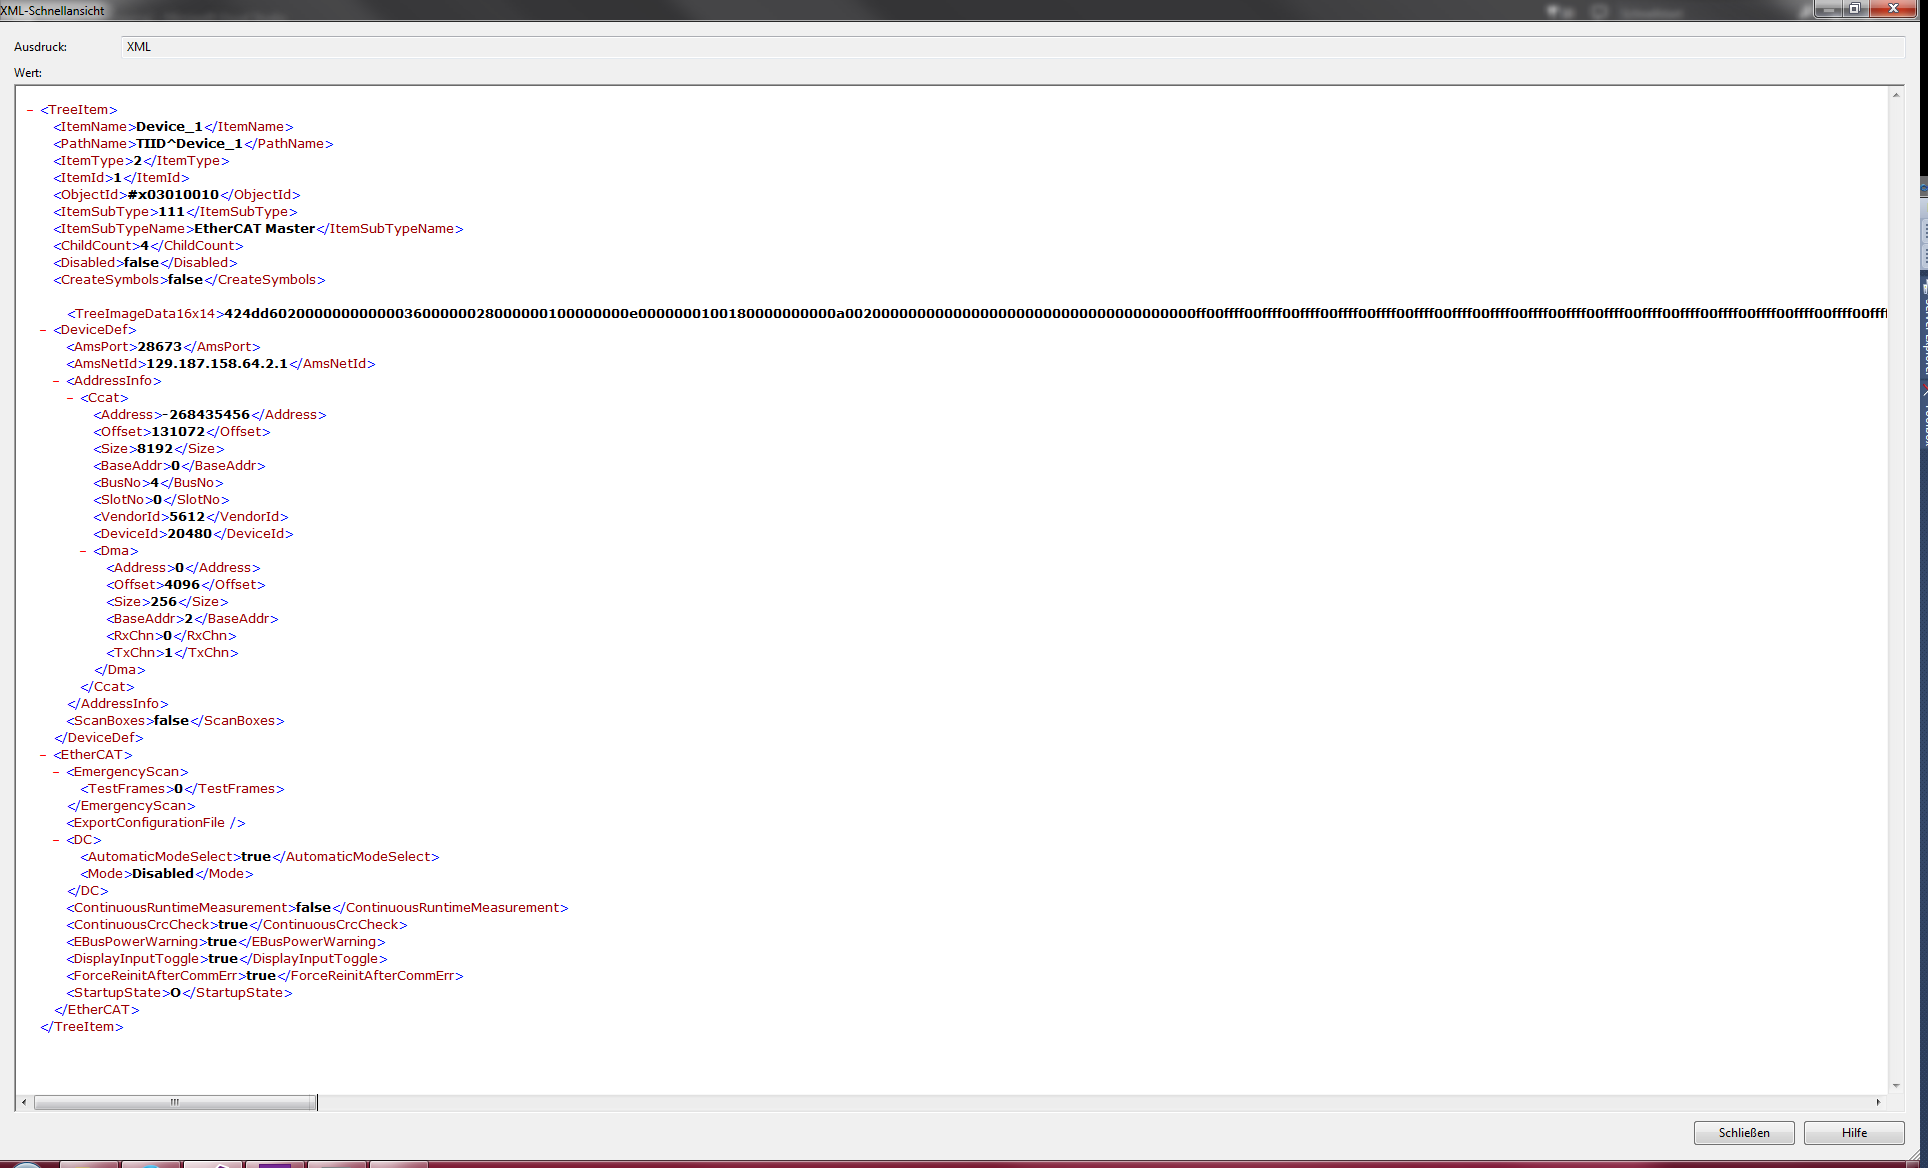 XML-Schnellansicht
Ausdruck: XML
Wert:
- <TreeItem>
<ItemName>Device_1</ItemName>
<PathName>TIID^Device_1</PathName>
<ItemType>2</ItemType>
<ItemId>1</ItemId>
<ObjectId>#x03010010</ObjectId>
<ItemSubType>111</ItemSubType>
<ItemSubTypeName>EtherCAT Master</ItemSubTypeName>
<ChildCount>4</ChildCount>
<Disabled>false</Disabled>
<CreateSymbols>false</CreateSymbols>
<TreeImageData16x14>
- <DeviceDef>
<AmsPort>28673</AmsPort>
<AmsNetId>129.187.158.64.2.1</AmsNetId>
- <AddressInfo>
- <Ccat>
<Address>-268435456</Address>
<Offset>131072</Offset>
<Size>8192</Size>
<BaseAddr>0</BaseAddr>
<BusNo>4</BusNo>
<SlotNo>0</SlotNo>
<VendorId>5612</VendorId>
<DeviceId>20480</DeviceId>
- <Dma>
<Address>0</Address>
<Offset>4096</Offset>
<Size>256</Size>
<BaseAddr>2</BaseAddr>
<RxChn>0</RxChn>
<TxChn>1</TxChn>
</Dma>
</Ccat>
</AddressInfo>
<ScanBoxes>false</ScanBoxes>
</DeviceDef>
- <EtherCAT>
- <EmergencyScan>
<TestFrames>0</TestFrames>
</EmergencyScan>
<ExportConfigurationFile />
- <DC>
<AutomaticModeSelect>true</AutomaticModeSelect>
<Mode>Disabled</Mode>
</DC>
<ContinuousRuntimeMeasurement>false</ContinuousRuntimeMeasurement>
<ContinuousCrcCheck>true</ContinuousCrcCheck>
<EBusPowerWarning>true</EBusPowerWarning>
<DisplayInputToggle>true</DisplayInputToggle>
<ForceReinitAfterCommErr>true</ForceReinitAfterCommErr>
<StartupState>O</StartupState>
</EtherCAT>
</TreeItem>
Schließen Hilfe